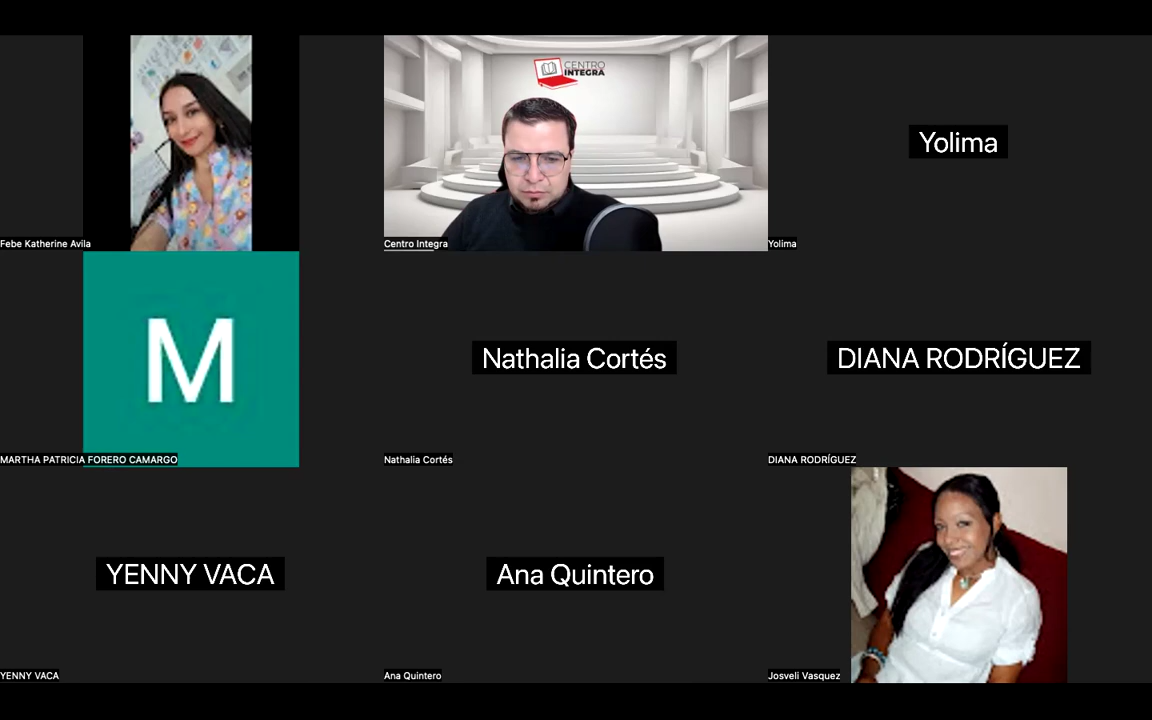 CENTRO
INTEGRA
Yolima
Febe Katherine Avila
Centro Integra
Yolima
M
Nathalia Cortés
DIANA RODRÍGUEZ
MARTHA PATRICIA FORERO CAMARGO
Nathalia Cortés
DIANA RODRÍGUEZ
YENNY VACA
Ana Quintero
YENNY VACA
Ana Quintero
Josveli Vasquez